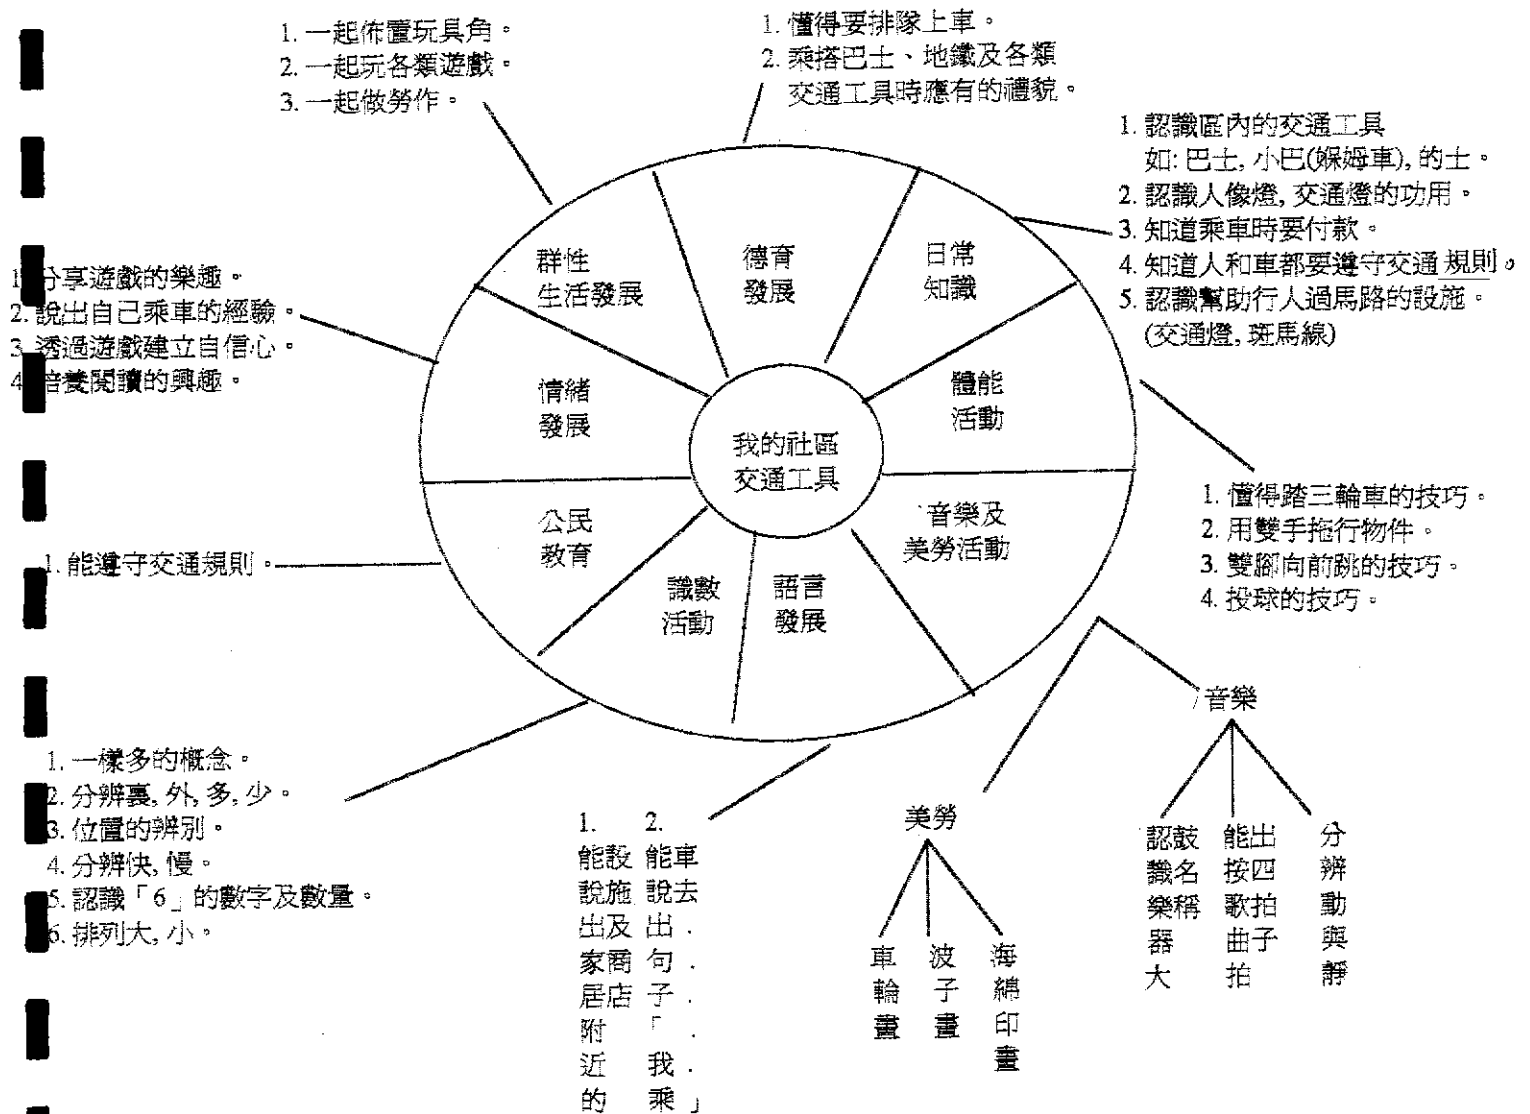 1. 一起佈置玩具角。
2. 一起玩各類遊戲。
3. 一起做勞作。
1. 懂得要排隊上車。
2. 乘搭巴士、地鐵及各類
交通工具時應有的禮貌。
1. 認識區內的交通工具
如: 巴士, 小巴(保姆車), 的士。
2. 認識人像燈, 交通燈的功用。
3. 知道乘車時要付款。
4. 知道人和車都要遵守交通規則。
5. 認識幫助行人過馬路的設施。
(交通燈, 斑馬線)
群性
生活發展
德育
發展
日常
知識
1. 分享遊戲的樂趣。
2. 說出自己乘車的經驗。
3. 透過遊戲建立自信心。
4. 培養閱讀的興趣。
情緒
發展
體能
活動
我的社區
交通工具
公民
教育
音樂及
美勞活動
識數
活動
語言
發展
1. 能遵守交通規則。
1. 懂得踏三輪車的技巧。
2. 用雙手拖行物件。
3. 雙腳向前跳的技巧。
4. 投球的技巧。
1. 一樣多的概念。
2. 分辨裏, 外, 多, 少。
3. 位置的辨別。
4. 分辨快, 慢。
5. 認識「6」的數字及數量。
6. 排列大, 小。
1.
能說出家居附近的
設施及商店
2.
能說出句子「我乘
車去.....」
美勞
車輪畫
波子畫
海綿印畫
音樂
認識樂器大
鼓名稱
能按歌曲拍
出四拍子
分辨動與靜